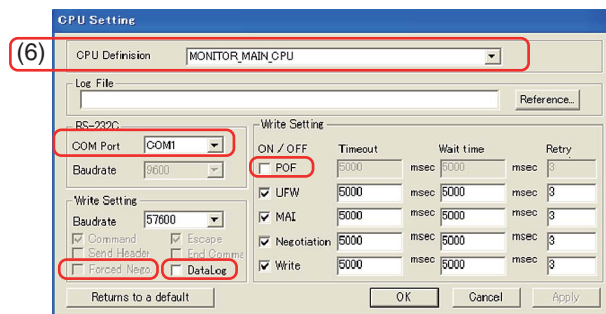 CPU Setting
(6)
CPU Definision MONITOR_MAIN_CPU
Log File
Reference...
RS-232C
COM Port COM1
Baudrate 9600
Write Setting
Baudrate 57600
Command Escape
Send Header End Comma
Forced Nego. DataLog
Write Setting
ON / OFF Timeout Wait time Retry
POF 5000 msec 5000 msec 3
UFW 5000 msec 5000 msec 3
MAI 5000 msec 5000 msec 3
Negotiation 5000 msec 5000 msec 3
Write 5000 msec 5000 msec 3
Returns to a default OK Cancel Apply